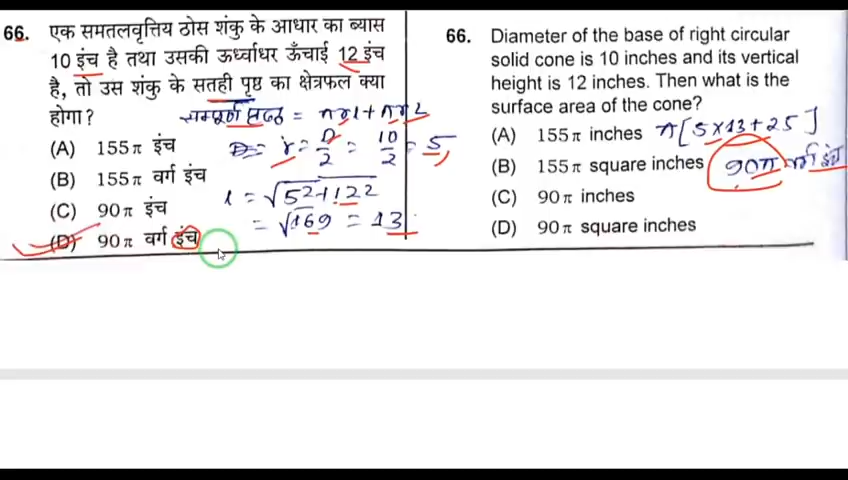 66. एक समतलवृत्तिय ठोस शंकु के आधार का व्यास
10 इंच है तथा उसकी ऊर्ध्वाधर ऊँचाई 12 इंच
है, तो उस शंकु के सतही पृष्ठ का क्षेत्रफल क्या
होगा?
सम्पूर्ण पृष्ठ = πrl + πr2
(A) 155π इंच
r = D/2 = 10/2 = 5
(B) 155π वर्ग इंच
l = √52+122
(C) 90π इंच
= √169 = 13
(D) 90π वर्ग इंच
66. Diameter of the base of right circular
solid cone is 10 inches and its vertical
height is 12 inches. Then what is the
surface area of the cone?
(A) 155π inches
π[5×13+25]
(B) 155π square inches
90π वर्ग इंच
(C) 90π inches
(D) 90π square inches